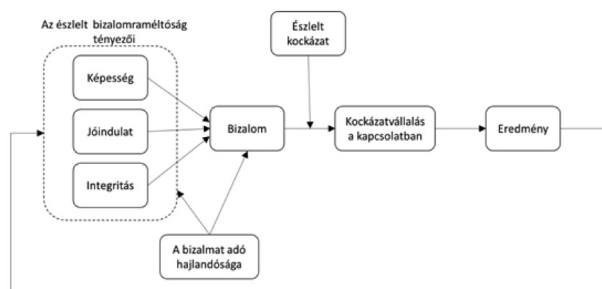 Az észlelt bizalomraméltóság
tényezői
Képesség
Jóindulat
Integritás
Bizalom
Észlelt
kockázat
Kockázatvállalás
a kapcsolatban
Eredmény
A bizalmat adó
hajlandósága